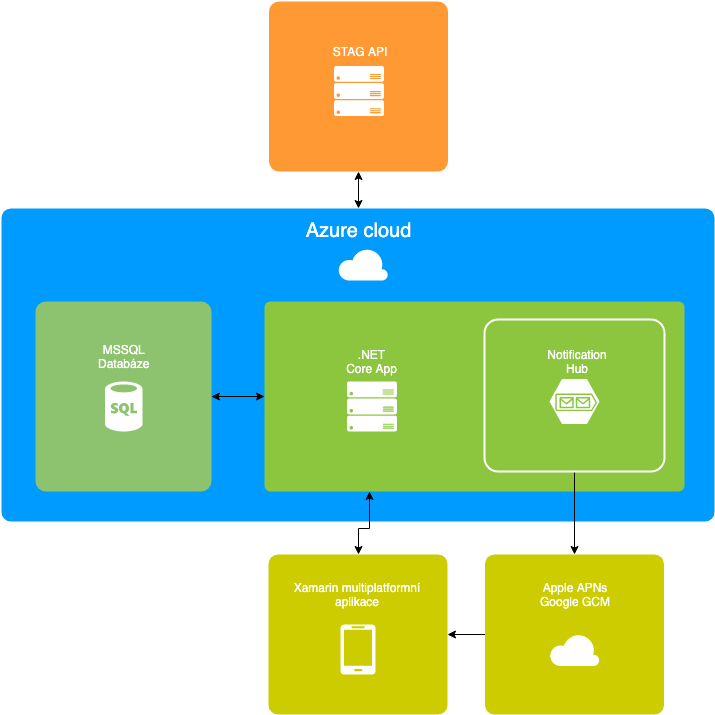 STAG API
Azure cloud
MSSQL
Databáze
SQL
.NET
Core App
Notification
Hub
Xamarin multiplatformní
aplikace
Apple APNs
Google GCM